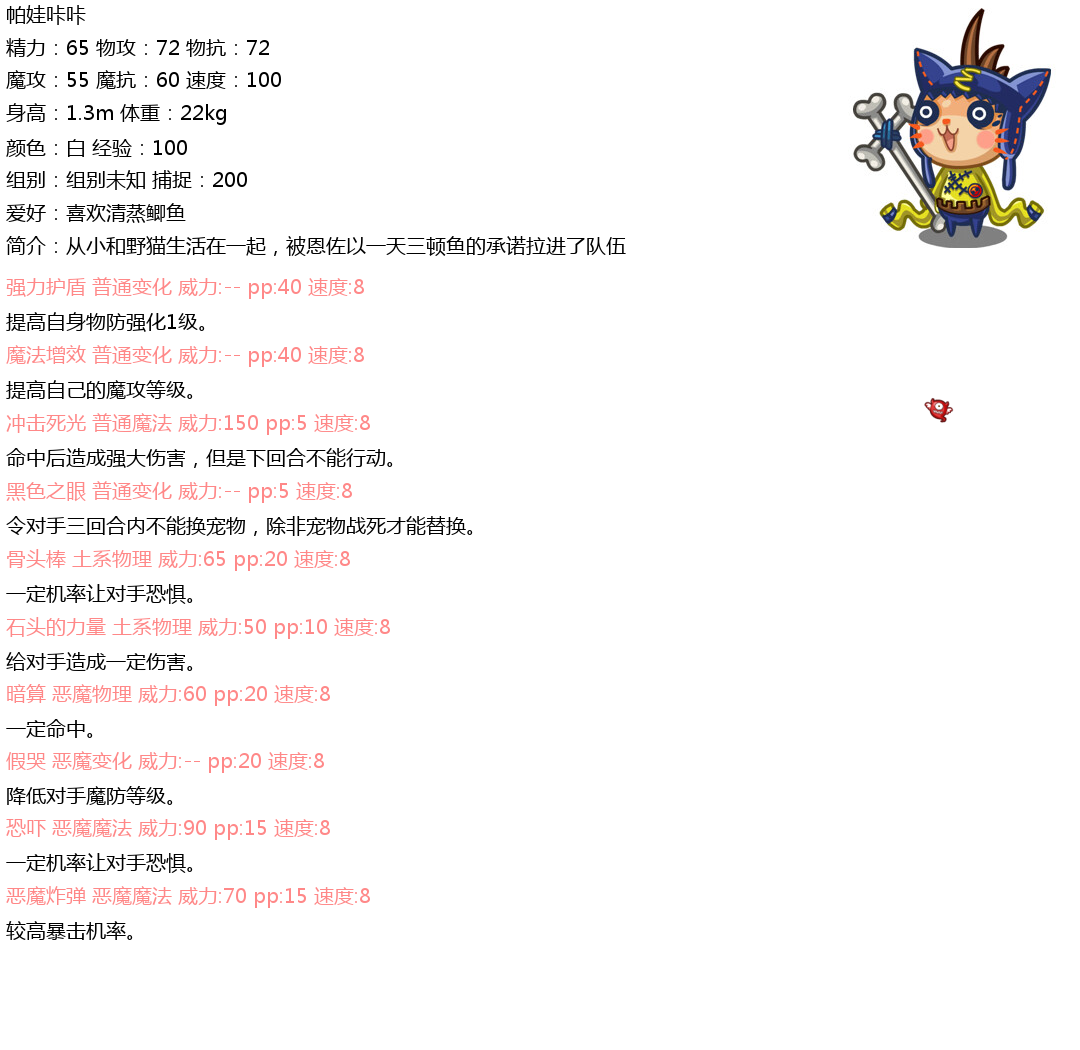 帕娃咔咔
精力：65 物攻：72 物抗：72
魔攻：55 魔抗：60 速度：100
身高：1.3m 体重：22kg
颜色：白 经验：100
组别：组别未知 捕捉：200
爱好：喜欢清蒸鲫鱼
简介：从小和野猫生活在一起，被恩佐以一天三顿鱼的承诺拉进了队伍
强力护盾 普通变化 威力:-- pp:40 速度:8
提高自身物防强化1级。
魔法增效 普通变化 威力:-- pp:40 速度:8
提高自己的魔攻等级。
冲击死光 普通魔法 威力:150 pp:5 速度:8
命中后造成强大伤害，但是下回合不能行动。
黑色之眼 普通变化 威力:-- pp:5 速度:8
令对手三回合内不能换宠物，除非宠物战死才能替换。
骨头棒 土系物理 威力:65 pp:20 速度:8
一定机率让对手恐惧。
石头的力量 土系物理 威力:50 pp:10 速度:8
给对手造成一定伤害。
暗算 恶魔物理 威力:60 pp:20 速度:8
一定命中。
假哭 恶魔变化 威力:-- pp:20 速度:8
降低对手魔防等级。
恐吓 恶魔魔法 威力:90 pp:15 速度:8
一定机率让对手恐惧。
恶魔炸弹 恶魔魔法 威力:70 pp:15 速度:8
较高暴击机率。